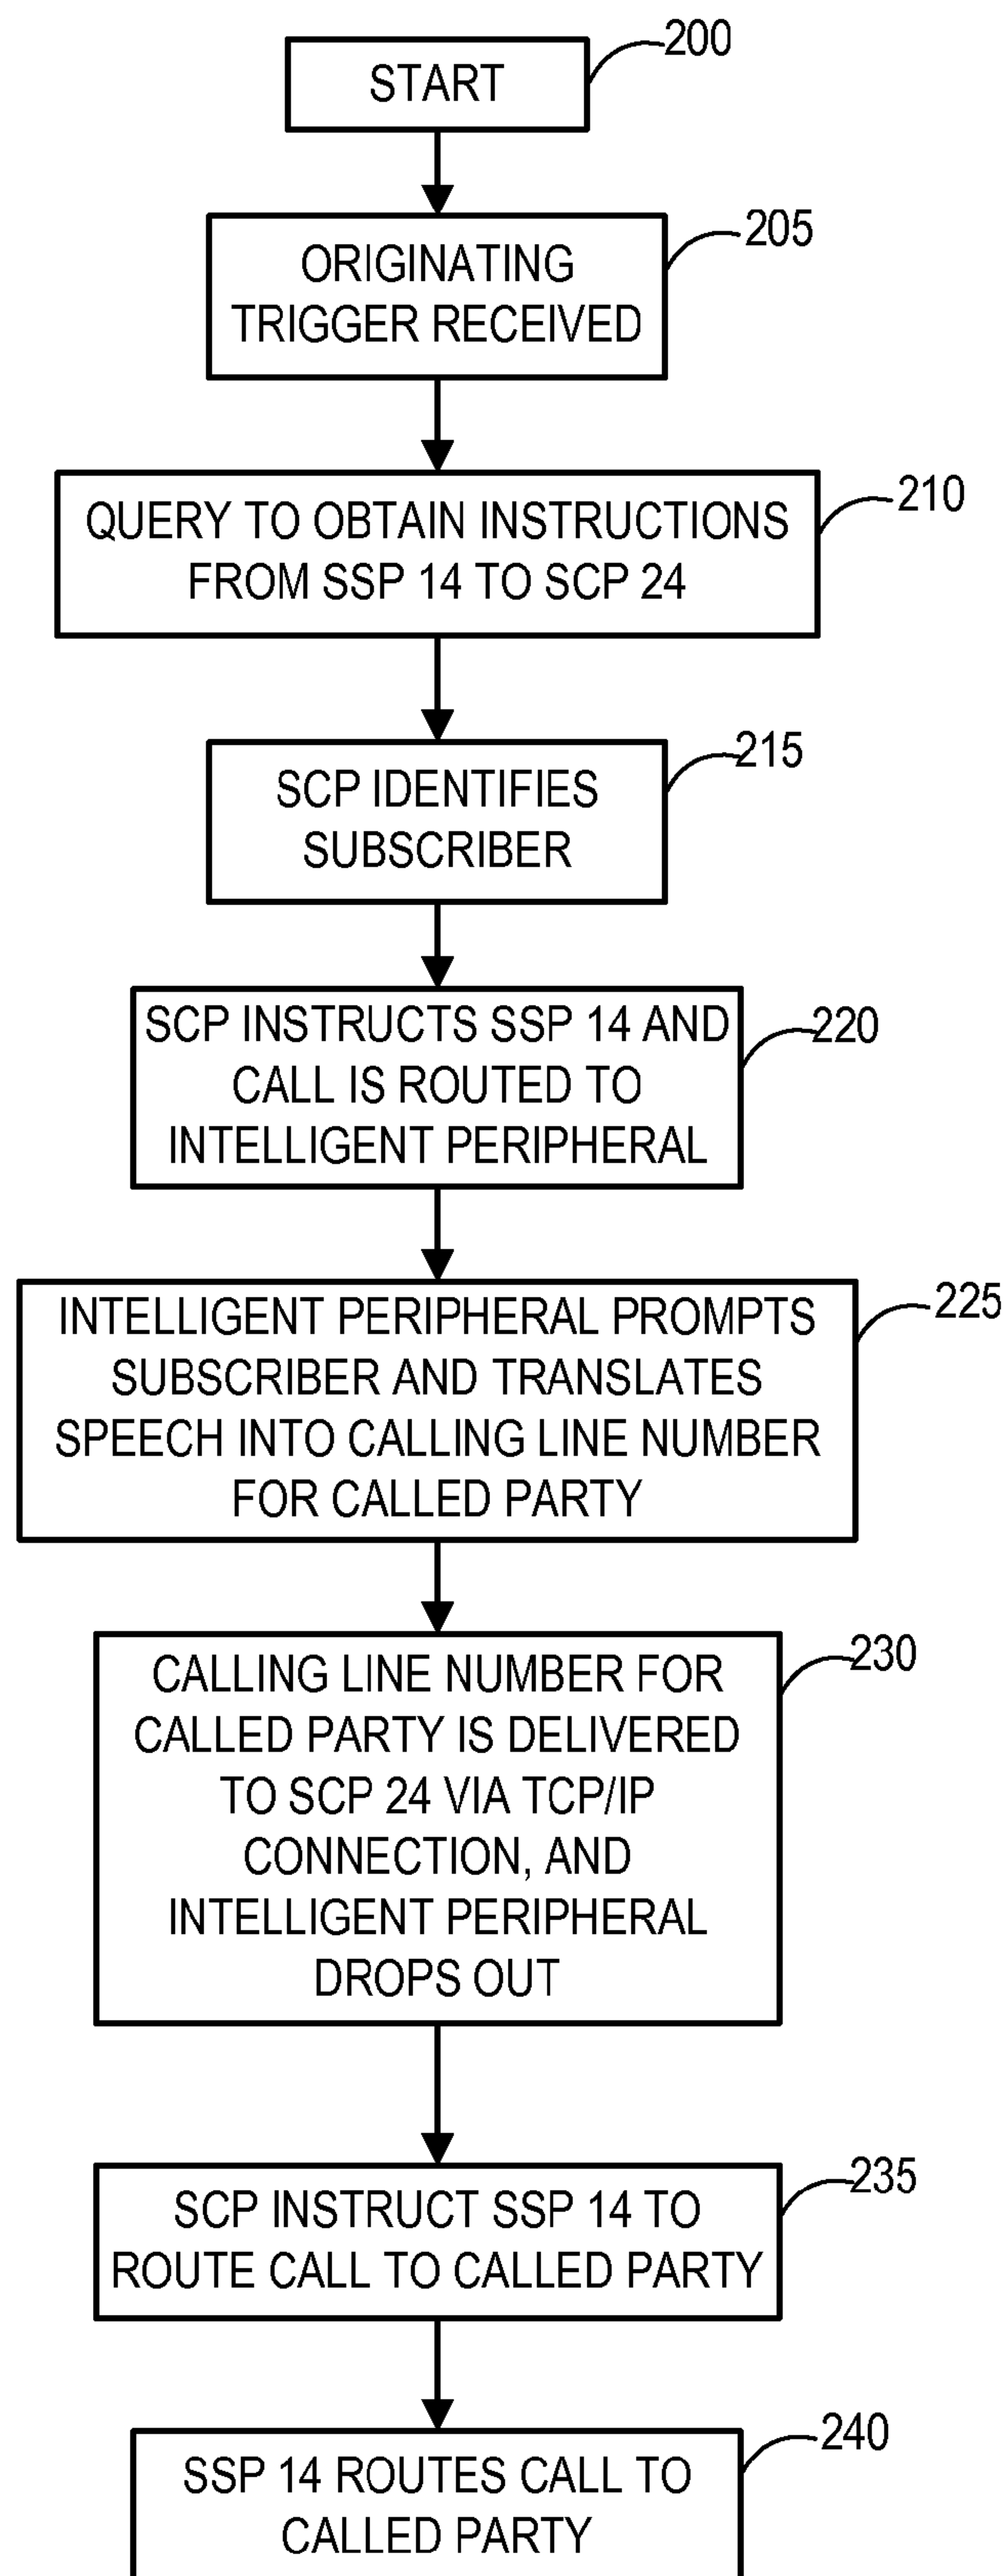 200
START
205
ORIGINATING
TRIGGER RECEIVED
210
QUERY TO OBTAIN INSTRUCTIONS
FROM SSP 14 TO SCP 24
215
SCP IDENTIFIES
SUBSCRIBER
220
SCP INSTRUCTS SSP 14 AND
CALL IS ROUTED TO
INTELLIGENT PERIPHERAL
225
INTELLIGENT PERIPHERAL PROMPTS
SUBSCRIBER AND TRANSLATES
SPEECH INTO CALLING LINE NUMBER
FOR CALLED PARTY
230
CALLING LINE NUMBER FOR
CALLED PARTY IS DELIVERED
TO SCP 24 VIA TCP/IP
CONNECTION, AND
INTELLIGENT PERIPHERAL
DROPS OUT
235
SCP INSTRUCT SSP 14 TO
ROUTE CALL TO CALLED PARTY
240
SSP 14 ROUTES CALL TO
CALLED PARTY